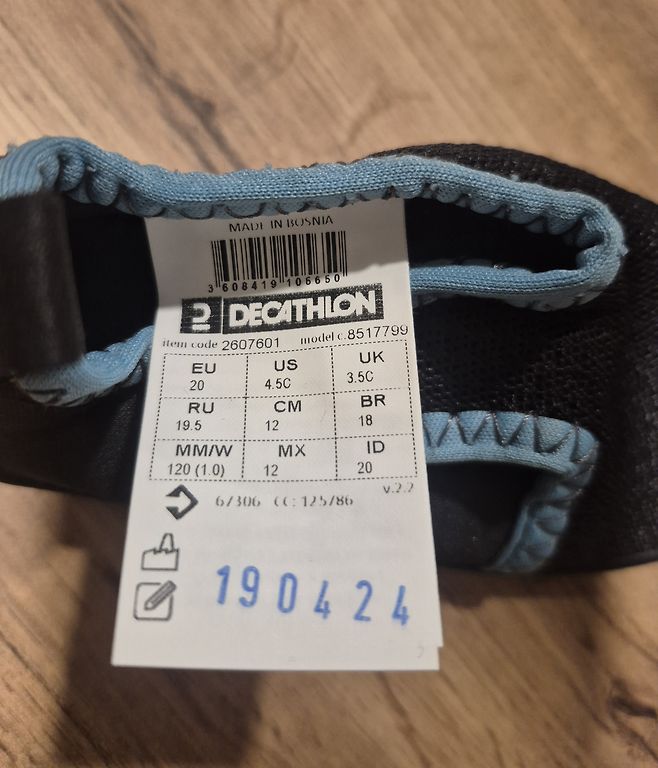 MADE IN BOSNIA
3 608419 106650
DECATHLON
item code 2607601 model c.8517799
EU US UK
20 4.5C 3.5C
RU CM BR
19.5 12 18
MM/W MX ID
120 (1.0) 12 20
67306 CC: 125786 v.2.2
190424